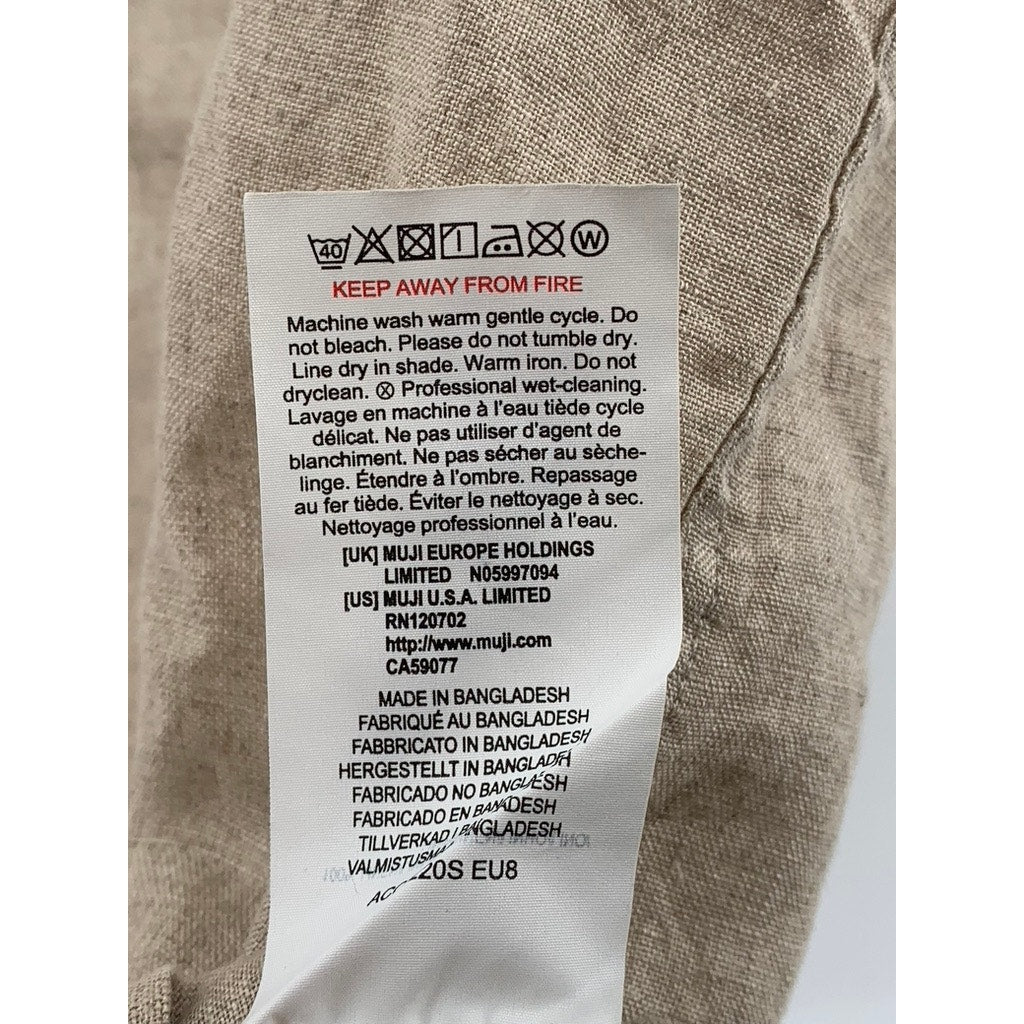 40 W
KEEP AWAY FROM FIRE
Machine wash warm gentle cycle. Do
not bleach. Please do not tumble dry.
Line dry in shade. Warm iron. Do not
dryclean. Ⓧ Professional wet-cleaning.
Lavage en machine à l'eau tiède cycle
délicat. Ne pas utiliser d'agent de
blanchiment. Ne pas sécher au sèche-
linge. Étendre à l'ombre. Repassage
au fer tiède. Éviter le nettoyage à sec.
Nettoyage professionnel à l'eau.
[UK] MUJI EUROPE HOLDINGS
LIMITED N05997094
[US] MUJI U.S.A. LIMITED
RN120702
http://www.muji.com
CA59077
MADE IN BANGLADESH
FABRIQUÉ AU BANGLADESH
FABBRICATO IN BANGLADESH
HERGESTELLT IN
FABRICADO NO BANGLADESH
FABRICADO EN
TILLVERKAD I BANGLADESH
20S EU8